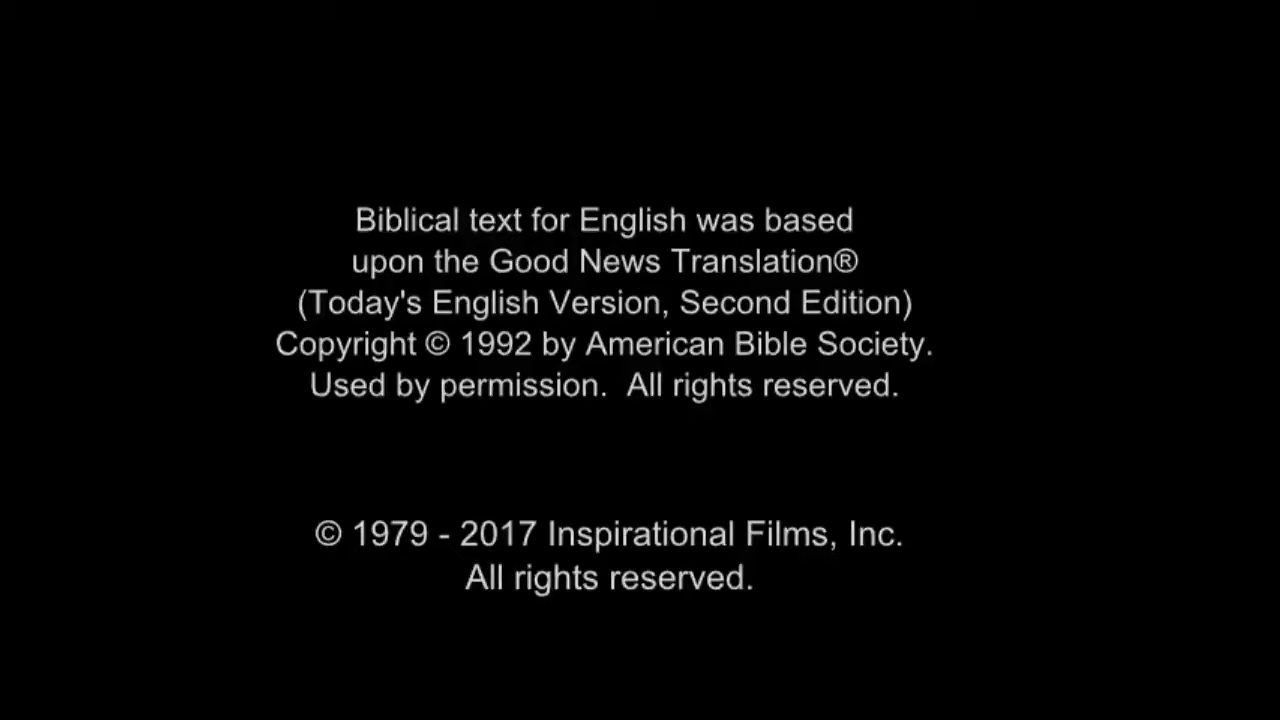 Biblical text for English was based
upon the Good News Translation®
(Today's English Version, Second Edition)
Copyright © 1992 by American Bible Society.
Used by permission.  All rights reserved.
© 1979 - 2017 Inspirational Films, Inc.
All rights reserved.